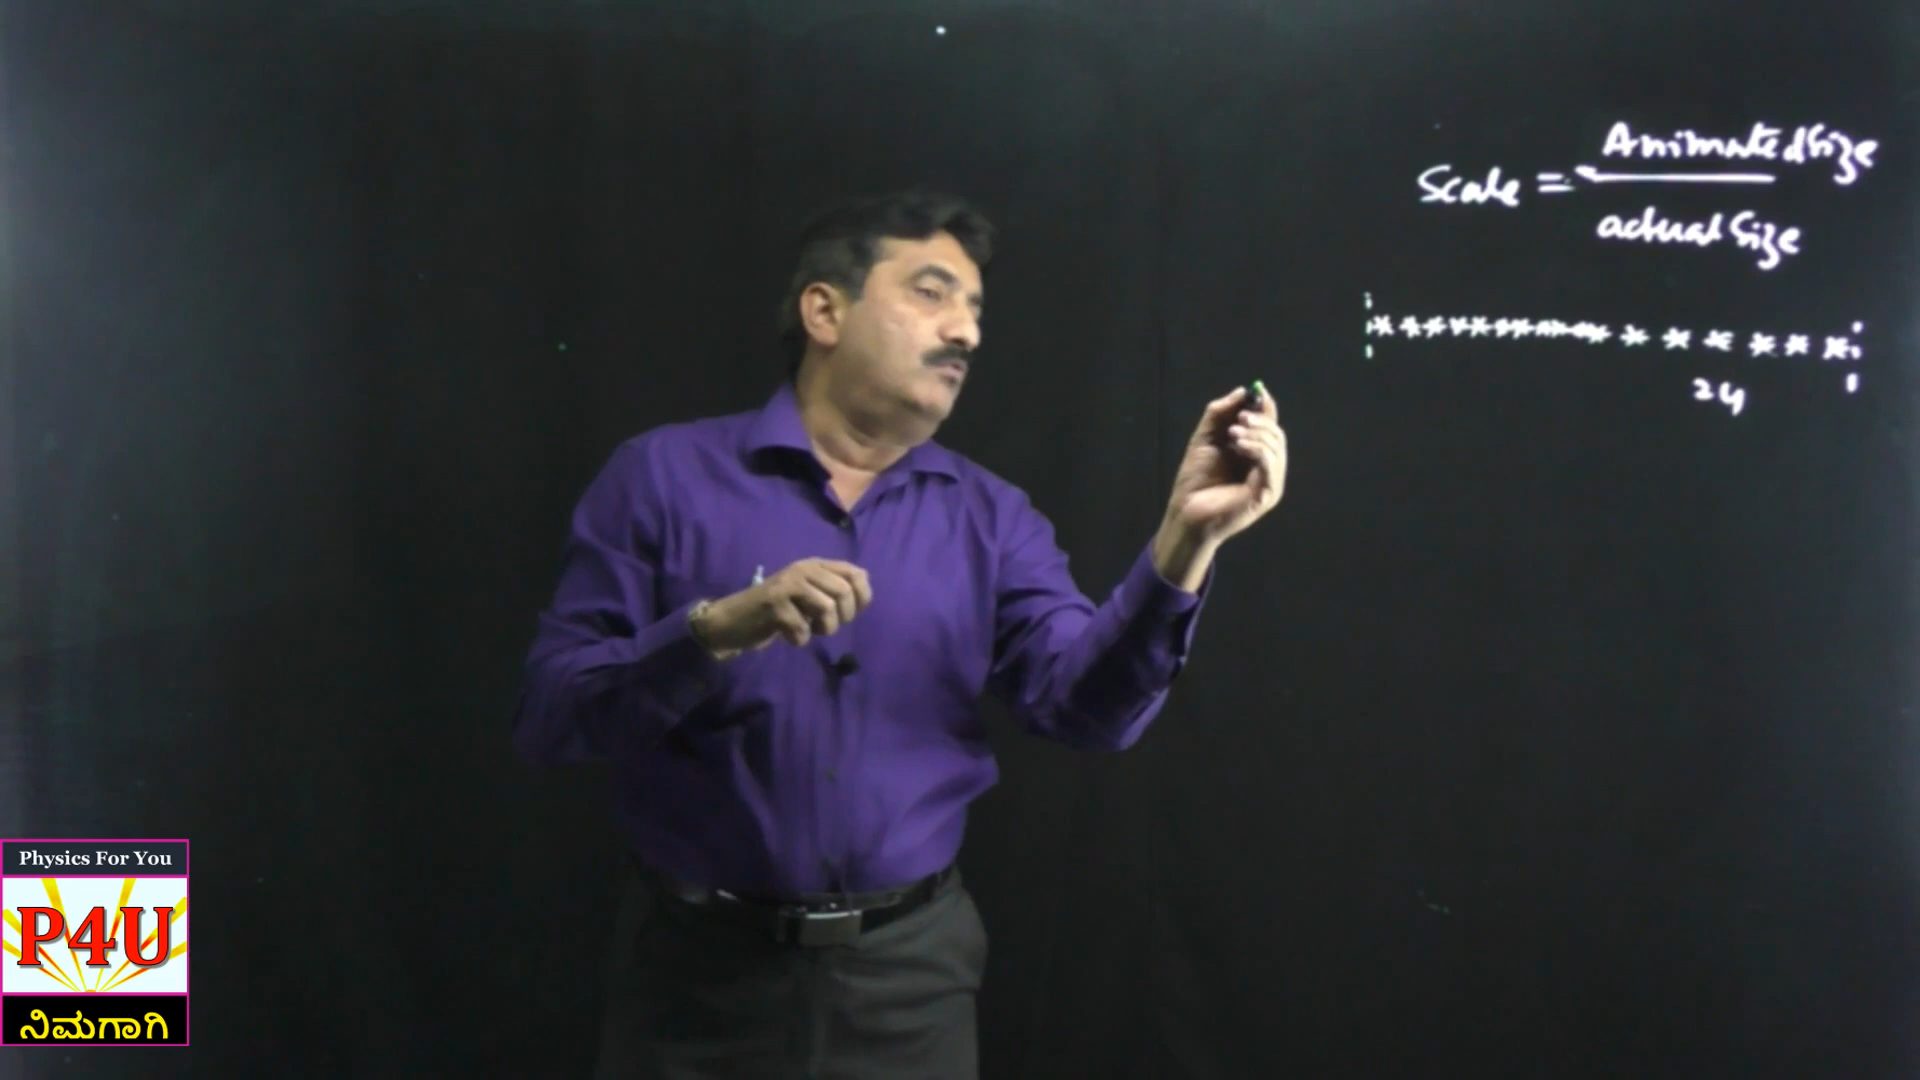 Scale = Animated Size
actual Size
24
Physics For You
P4U
ನಿಮಗಾಗಿ